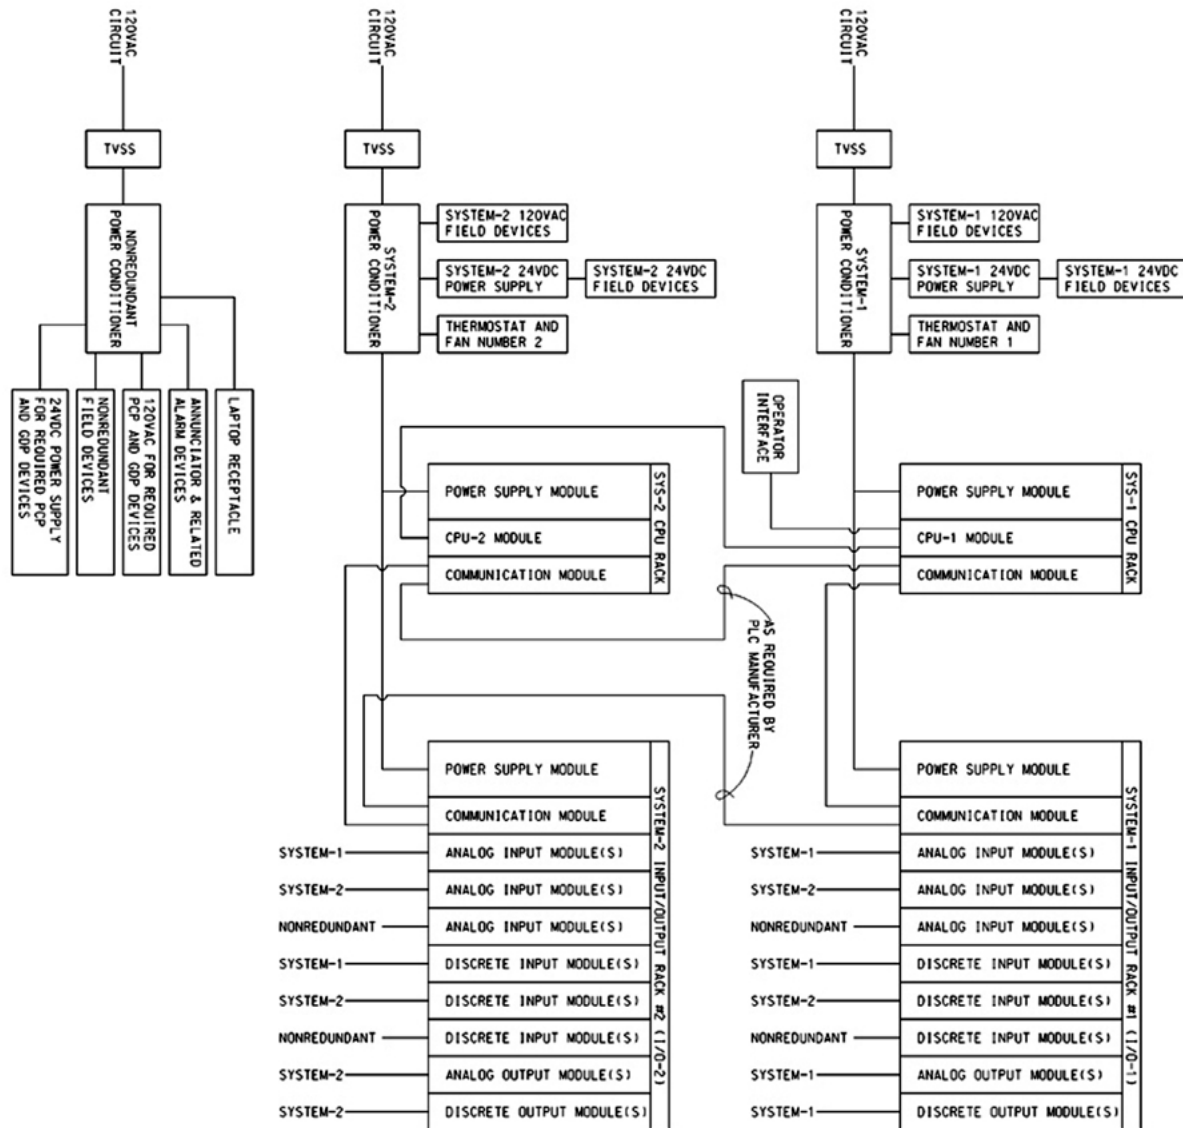 120VAC
CIRCUIT
TVSS
NONREDUNDANT
POWER CONDITIONER
24VDC POWER SUPPLY
FOR REQUIRED PCP
AND GDP DEVICES
NONREDUNDANT
FIELD DEVICES
120VAC FOR REQUIRED
PCP AND GDP DEVICES
ANNUNCIATOR & RELATED
ALARM DEVICES
LAPTOP RECEPTACLE
120VAC
CIRCUIT
TVSS
SYSTEM-2
POWER CONDITIONER
SYSTEM-2 120VAC
FIELD DEVICES
SYSTEM-2 24VDC
POWER SUPPLY
SYSTEM-2 24VDC
FIELD DEVICES
THERMOSTAT AND
FAN NUMBER 2
SYS-2 CPU RACK
POWER SUPPLY MODULE
CPU-2 MODULE
COMMUNICATION MODULE
SYSTEM-2 INPUT/OUTPUT RACK #2 (I/O-2)
POWER SUPPLY MODULE
COMMUNICATION MODULE
SYSTEM-1 ANALOG INPUT MODULE(S)
SYSTEM-2 ANALOG INPUT MODULE(S)
NONREDUNDANT ANALOG INPUT MODULE(S)
SYSTEM-1 DISCRETE INPUT MODULE(S)
SYSTEM-2 DISCRETE INPUT MODULE(S)
NONREDUNDANT DISCRETE INPUT MODULE(S)
SYSTEM-2 ANALOG OUTPUT MODULE(S)
SYSTEM-2 DISCRETE OUTPUT MODULE(S)
OPERATOR
INTERFACE
AS REQUIRED BY
PLC MANUFACTURER
120VAC
CIRCUIT
TVSS
SYSTEM-1
POWER CONDITIONER
SYSTEM-1 120VAC
FIELD DEVICES
SYSTEM-1 24VDC
POWER SUPPLY
SYSTEM-1 24VDC
FIELD DEVICES
THERMOSTAT AND
FAN NUMBER 1
SYS-1 CPU RACK
POWER SUPPLY MODULE
CPU-1 MODULE
COMMUNICATION MODULE
SYSTEM-1 INPUT/OUTPUT RACK #1 (I/O-1)
POWER SUPPLY MODULE
COMMUNICATION MODULE
SYSTEM-1 ANALOG INPUT MODULE(S)
SYSTEM-2 ANALOG INPUT MODULE(S)
NONREDUNDANT ANALOG INPUT MODULE(S)
SYSTEM-1 DISCRETE INPUT MODULE(S)
SYSTEM-2 DISCRETE INPUT MODULE(S)
NONREDUNDANT DISCRETE INPUT MODULE(S)
SYSTEM-1 ANALOG OUTPUT MODULE(S)
SYSTEM-1 DISCRETE OUTPUT MODULE(S)